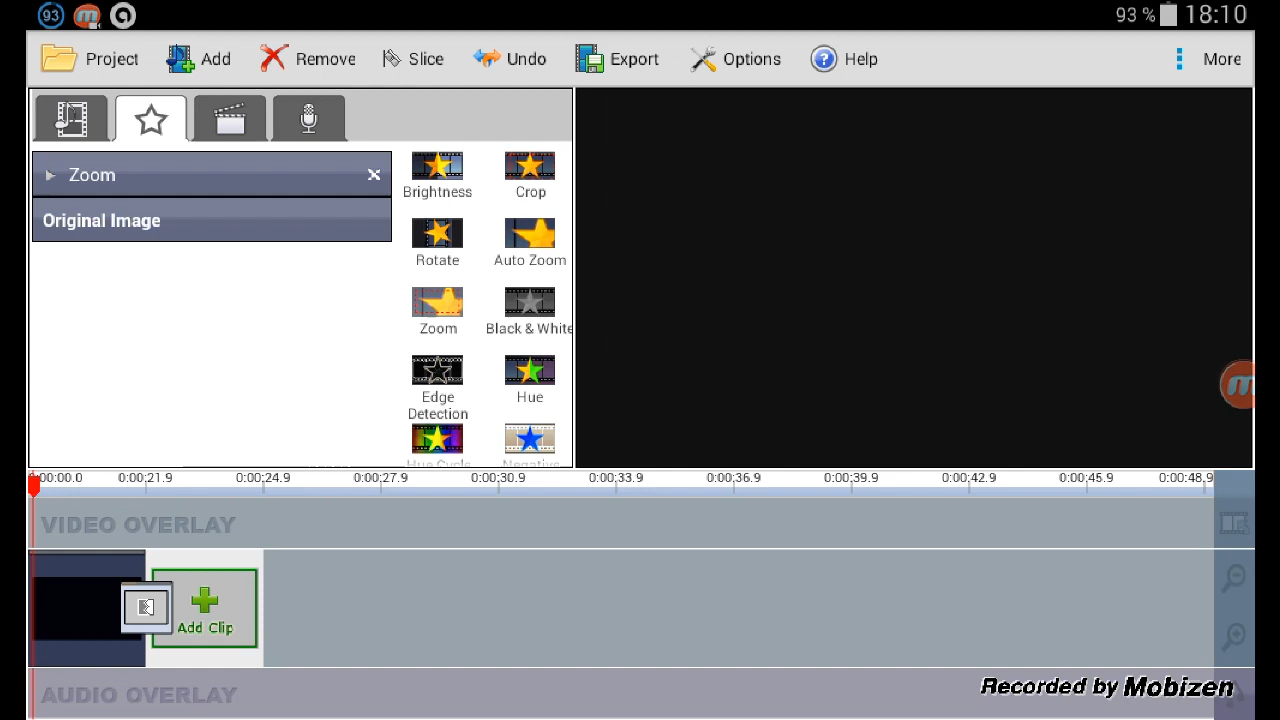 93 93 % 18:10
Project Add Remove Slice Undo Export Options Help More
Zoom
Original Image
Brightness Crop
Rotate Auto Zoom
Zoom Black & White
Edge Detection Hue
Hue Cycle Negative
0:00:00.0 0:00:21.9 0:00:24.9 0:00:27.9 0:00:30.9 0:00:33.9 0:00:36.9 0:00:39.9 0:00:42.9 0:00:45.9 0:00:48.9
VIDEO OVERLAY
Add Clip
AUDIO OVERLAY
Recorded by Mobizen